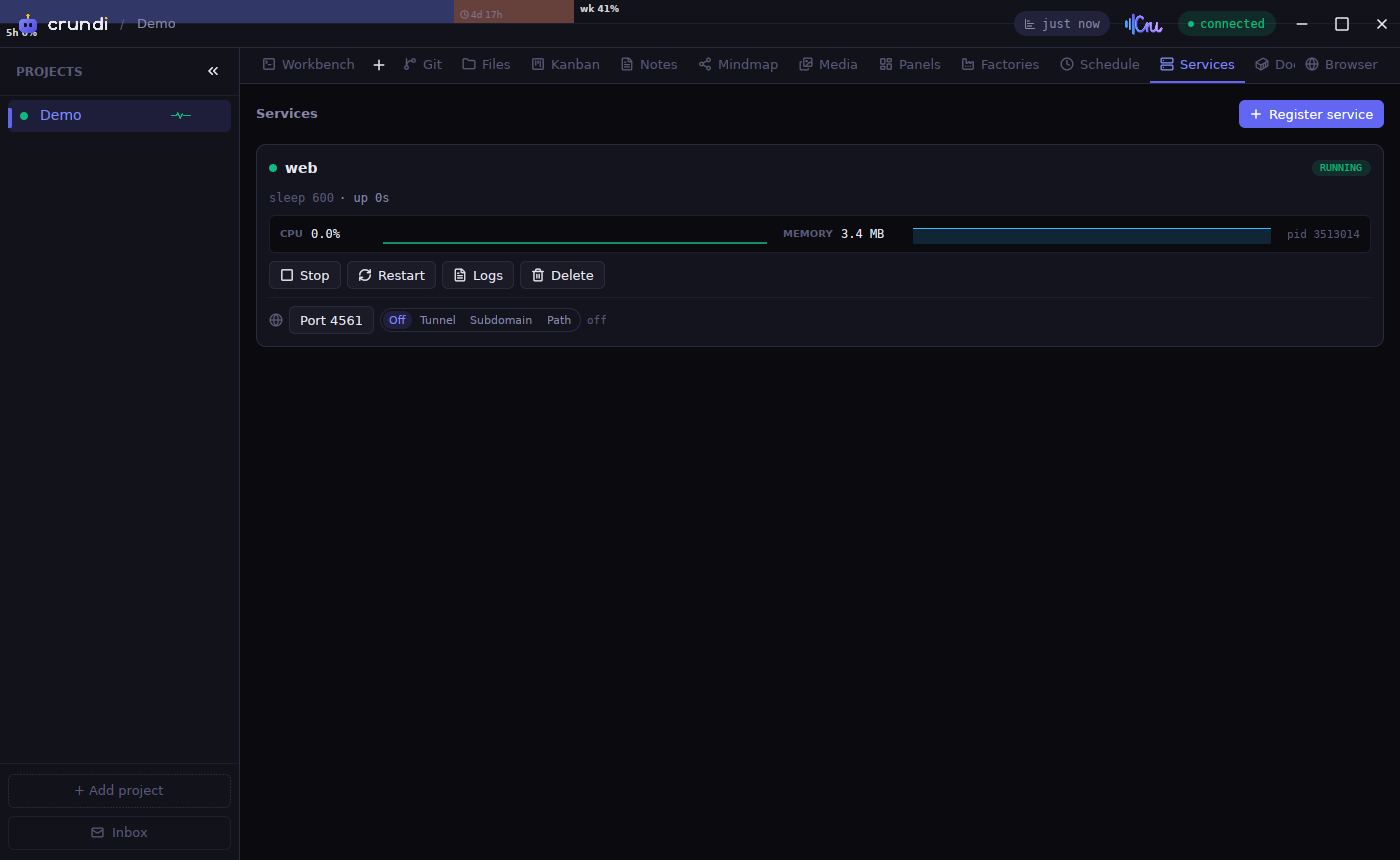 4d 17h
wk 41%
crundi / Demo
just now
Cru
connected
PROJECTS
Workbench
Git
Files
Kanban
Notes
Mindmap
Media
Panels
Factories
Schedule
Services
Browser
Demo
Services
+ Register service
web
RUNNING
sleep 600 · up 0s
CPU 0.0%
MEMORY 3.4 MB
pid 3513014
Stop
Restart
Logs
Delete
Port 4561
Off
Tunnel
Subdomain
Path
off
+ Add project
Inbox